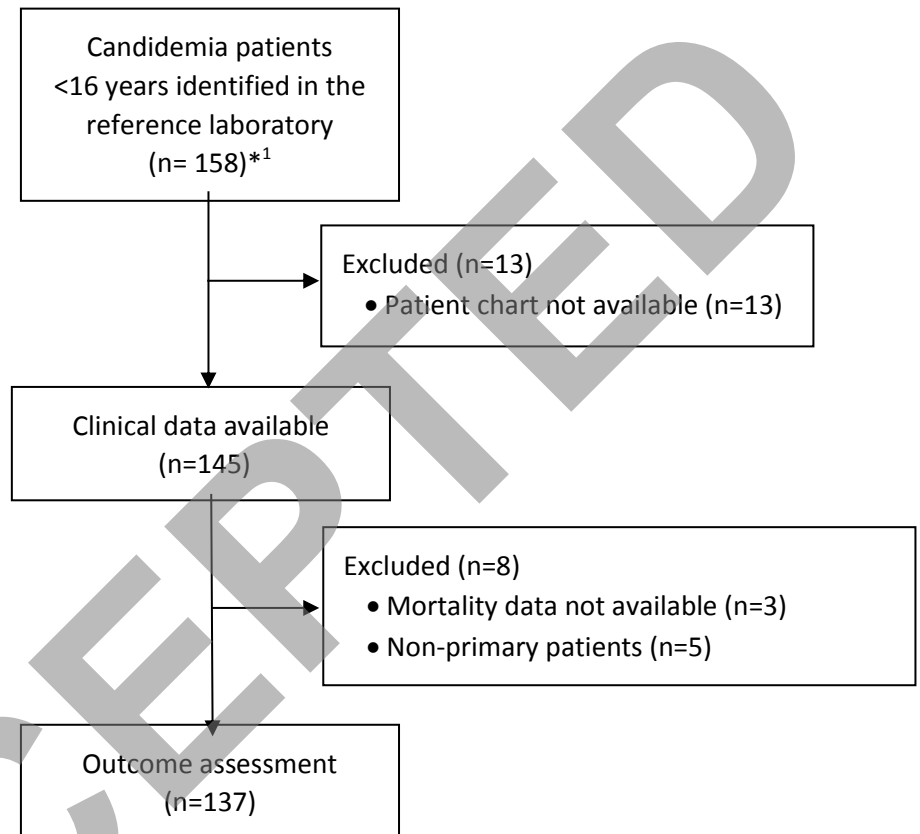 Candidemia patients
<16 years identified in the
reference laboratory
(n= 158)*1
Excluded (n=13)
• Patient chart not available (n=13)
Clinical data available
(n=145)
Excluded (n=8)
• Mortality data not available (n=3)
• Non-primary patients (n=5)
Outcome assessment
(n=137)
CEPTED